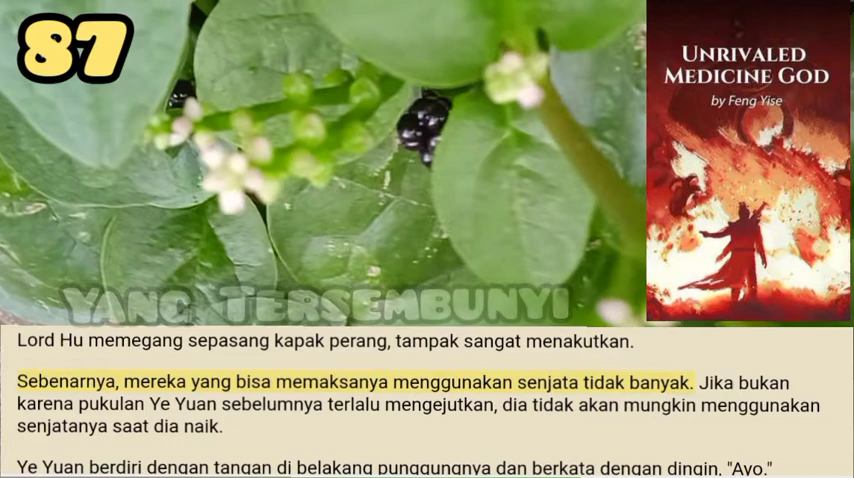 87
UNRIVALED
MEDICINE GOD
by Feng Yise
YANG TERSEMBUNYI
Lord Hu memegang sepasang kapak perang, tampak sangat menakutkan.
Sebenarnya, mereka yang bisa memaksanya menggunakan senjata tidak banyak. Jika bukan
karena pukulan Ye Yuan sebelumnya terlalu mengejutkan, dia tidak akan mungkin menggunakan
senjatanya saat dia naik.
Ye Yuan berdiri dengan tangan di belakang punggungnya dan berkata dengan dingin, "Ayo."